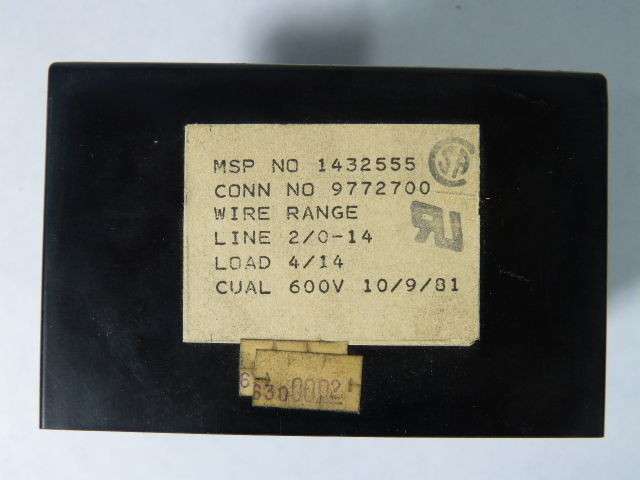 MSP NO 1432555
CONN NO 9772700
WIRE RANGE
LINE 2/0-14
LOAD 4/14
CUAL 600V 10/9/81